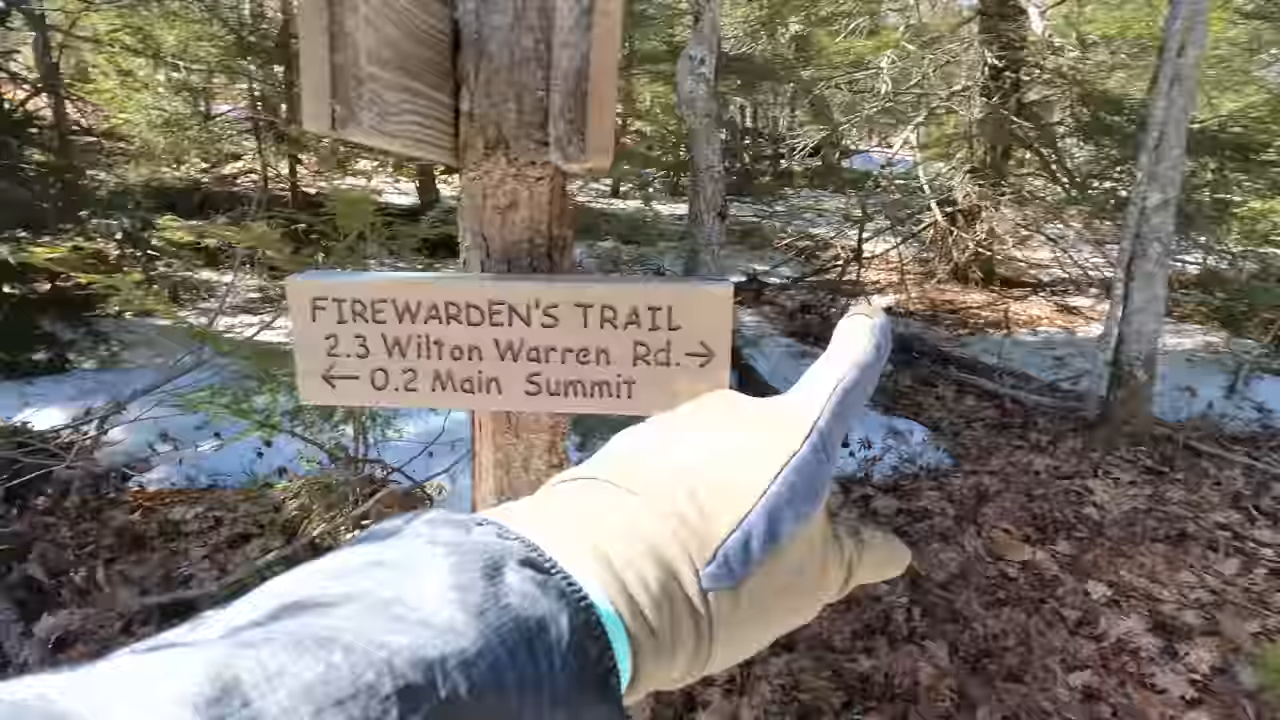 FIREWARDEN'S TRAIL
2.3 Wilton Warren Rd.→
← 0.2 Main Summit